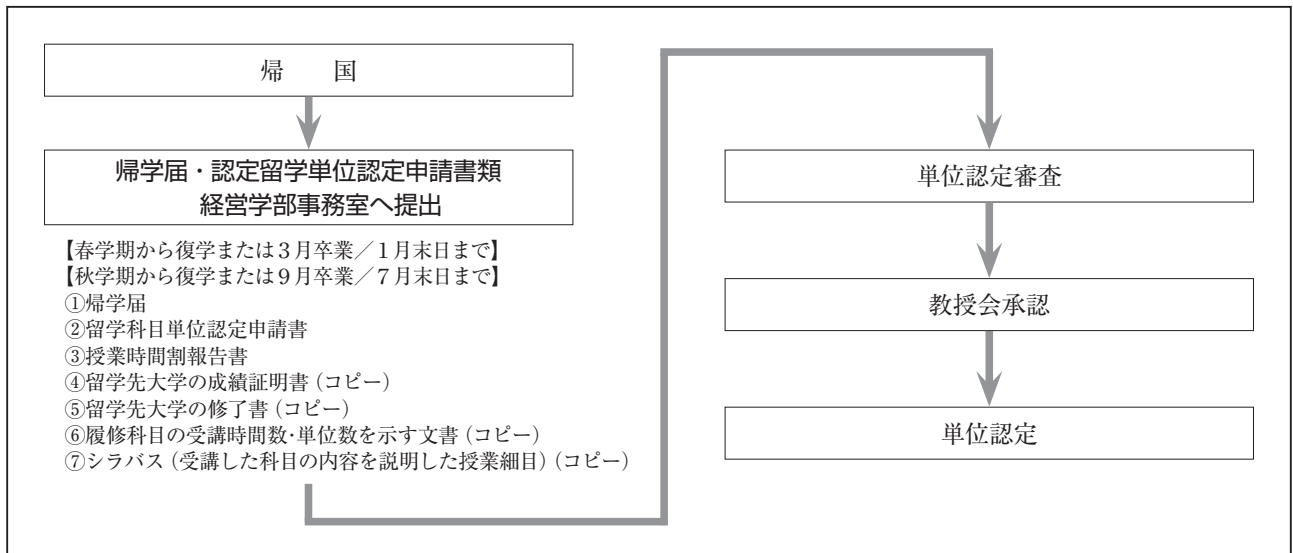 帰　国
帰学届・認定留学単位認定申請書類
経営学部事務室へ提出
【春学期から復学または３月卒業／１月末日まで】
【秋学期から復学または９月卒業／７月末日まで】
①帰学届
②留学科目単位認定申請書
③授業時間割報告書
④留学先大学の成績証明書（コピー）
⑤留学先大学の修了書（コピー）
⑥履修科目の受講時間数・単位数を示す文書（コピー）
⑦シラバス（受講した科目の内容を説明した授業細目）（コピー）
単位認定審査
教授会承認
単位認定